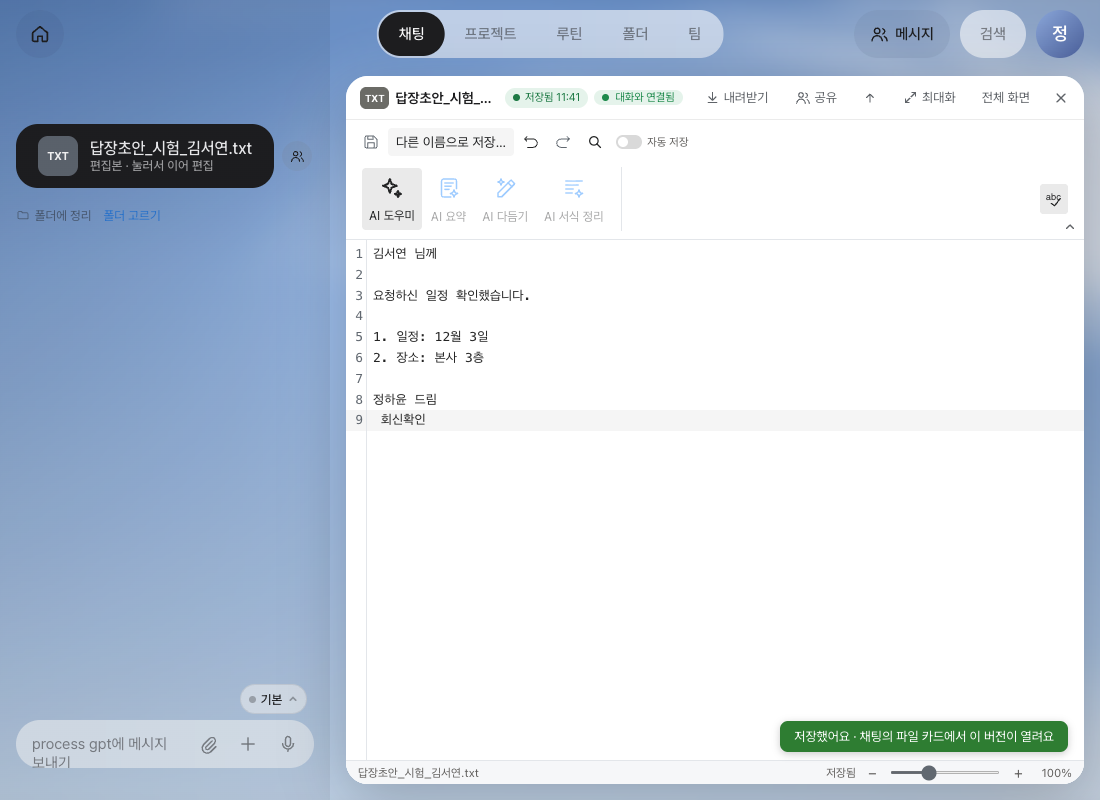 채팅
프로젝트
루틴
폴더
팀
메시지
검색
정
TXT
답장초안_시험_김서연.txt
편집본 · 눌러서 이어 편집
폴더에 정리
폴더 고르기
기본
process gpt에 메시지
보내기
TXT
답장초안_시험_...
저장됨 11:41
대화와 연결됨
내려받기
공유
최대화
전체 화면
다른 이름으로 저장...
자동 저장
AI 도우미
AI 요약
AI 다듬기
AI 서식 정리
abc
1 김서연 님께
2
3 요청하신 일정 확인했습니다.
4
5 1. 일정: 12월 3일
6 2. 장소: 본사 3층
7
8 정하윤 드림
9 회신확인
저장했어요 · 채팅의 파일 카드에서 이 버전이 열려요
답장초안_시험_김서연.txt
저장됨
100%